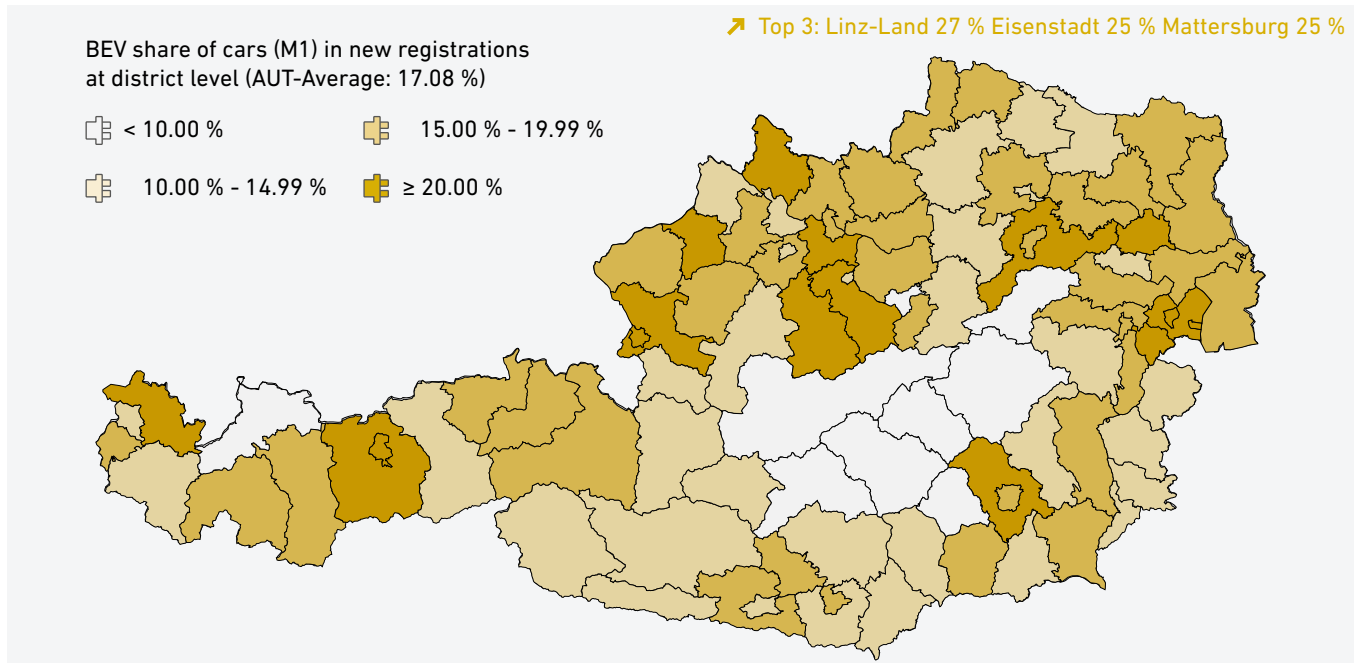 ↗ Top 3: Linz-Land 27 % Eisenstadt 25 % Mattersburg 25 %
BEV share of cars (M1) in new registrations
at district level (AUT-Average: 17.08 %)
< 10.00 %
15.00 % - 19.99 %
10.00 % - 14.99 %
≥ 20.00 %